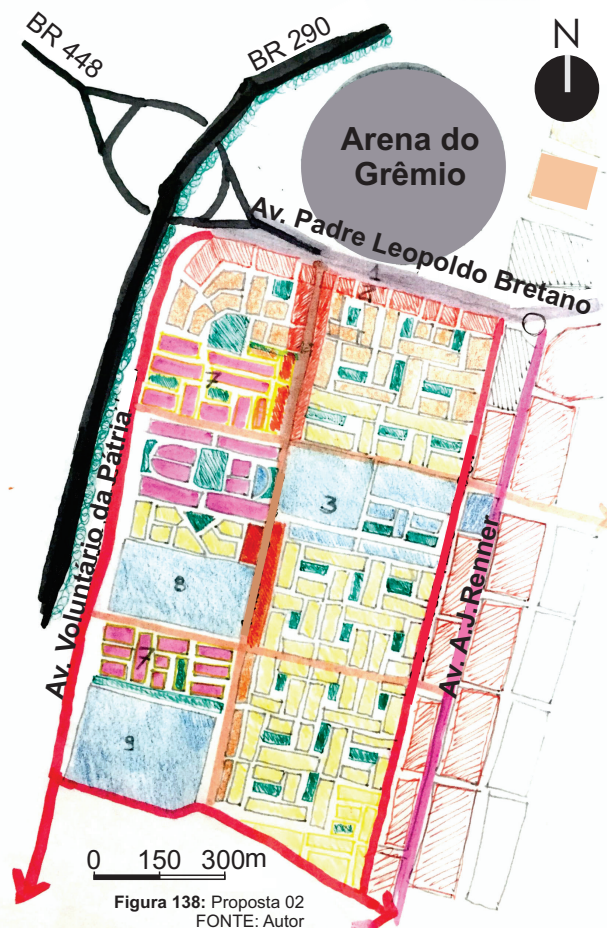 BR 448
BR 290
N
Arena do
Grêmio
Av. Padre Leopoldo Bretano
1
2
7
3
8
7
9
Av. Voluntário da Pátria
Av. A.J.Renner
0 150 300m
Figura 138: Proposta 02
FONTE: Autor